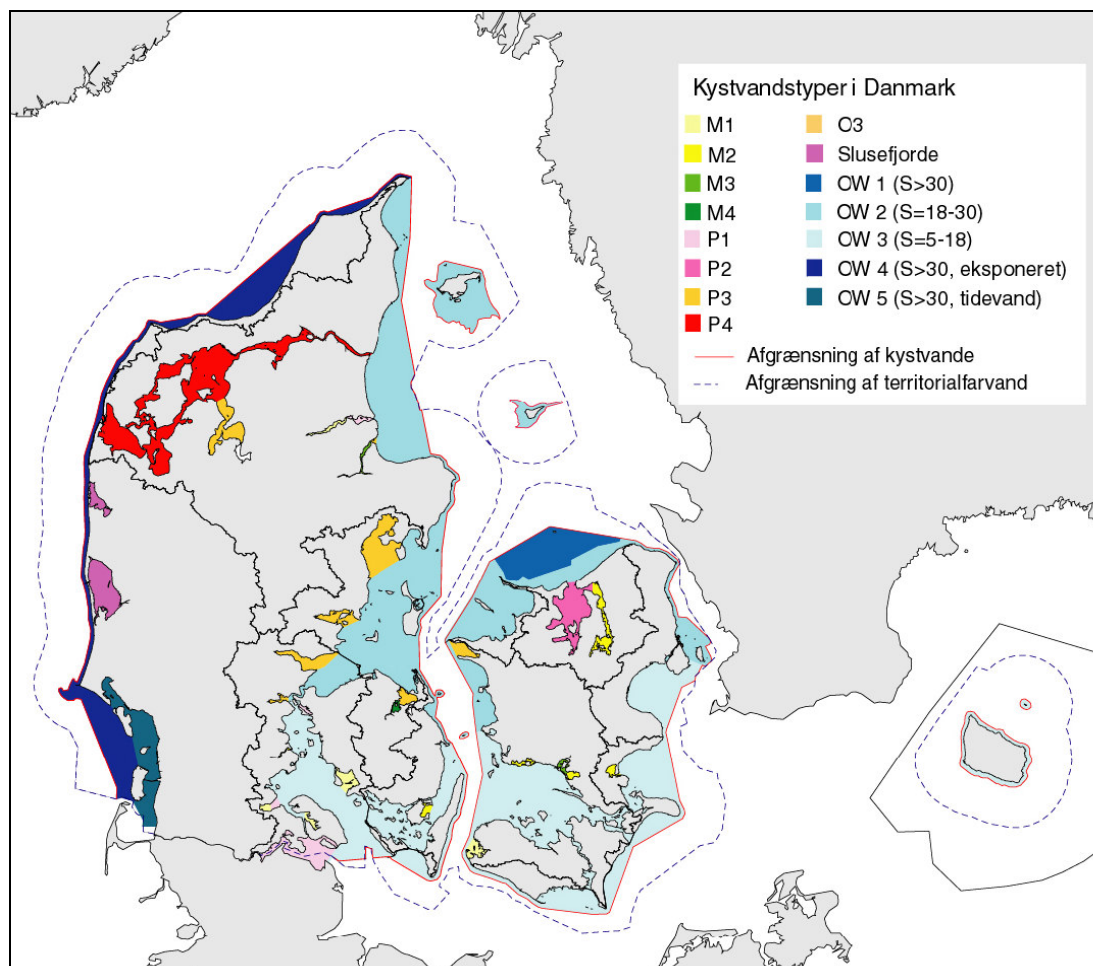 Kystvandstyper i Danmark
M1
M2
M3
M4
P1
P2
P3
P4
O3
Slusefjorde
OW 1 (S>30)
OW 2 (S=18-30)
OW 3 (S=5-18)
OW 4 (S>30, eksponeret)
OW 5 (S>30, tidevand)
Afgrænsning af kystvande
Afgrænsning af territorialfarvand